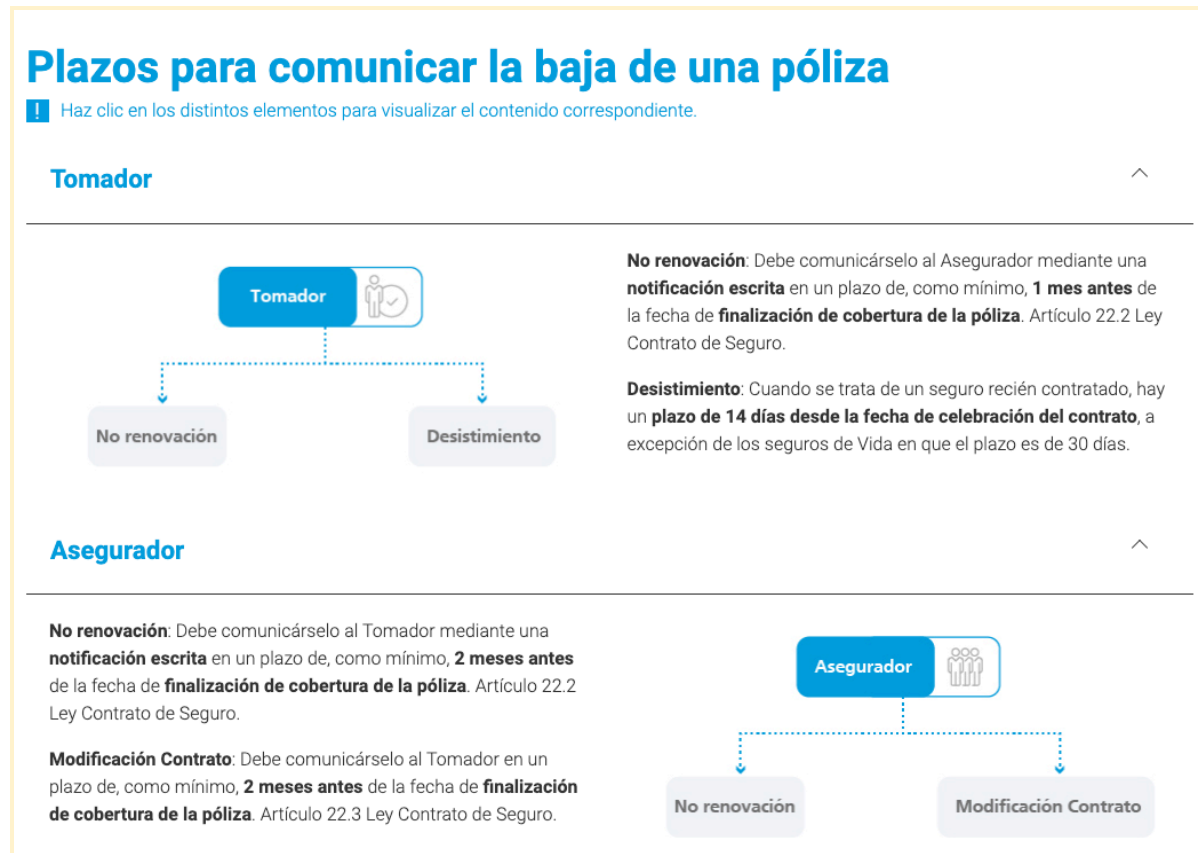 Plazos para comunicar la baja de una póliza
! Haz clic en los distintos elementos para visualizar el contenido correspondiente.
Tomador
Tomador
No renovación
Desistimiento
No renovación: Debe comunicárselo al Asegurador mediante una
notificación escrita en un plazo de, como mínimo, 1 mes antes de
la fecha de finalización de cobertura de la póliza. Artículo 22.2 Ley
Contrato de Seguro.
Desistimiento: Cuando se trata de un seguro recién contratado, hay
un plazo de 14 días desde la fecha de celebración del contrato, a
excepción de los seguros de Vida en que el plazo es de 30 días.
Asegurador
No renovación: Debe comunicárselo al Tomador mediante una
notificación escrita en un plazo de, como mínimo, 2 meses antes
de la fecha de finalización de cobertura de la póliza. Artículo 22.2
Ley Contrato de Seguro.
Modificación Contrato: Debe comunicárselo al Tomador en un
plazo de, como mínimo, 2 meses antes de la fecha de finalización
de cobertura de la póliza. Artículo 22.3 Ley Contrato de Seguro.
Asegurador
No renovación
Modificación Contrato